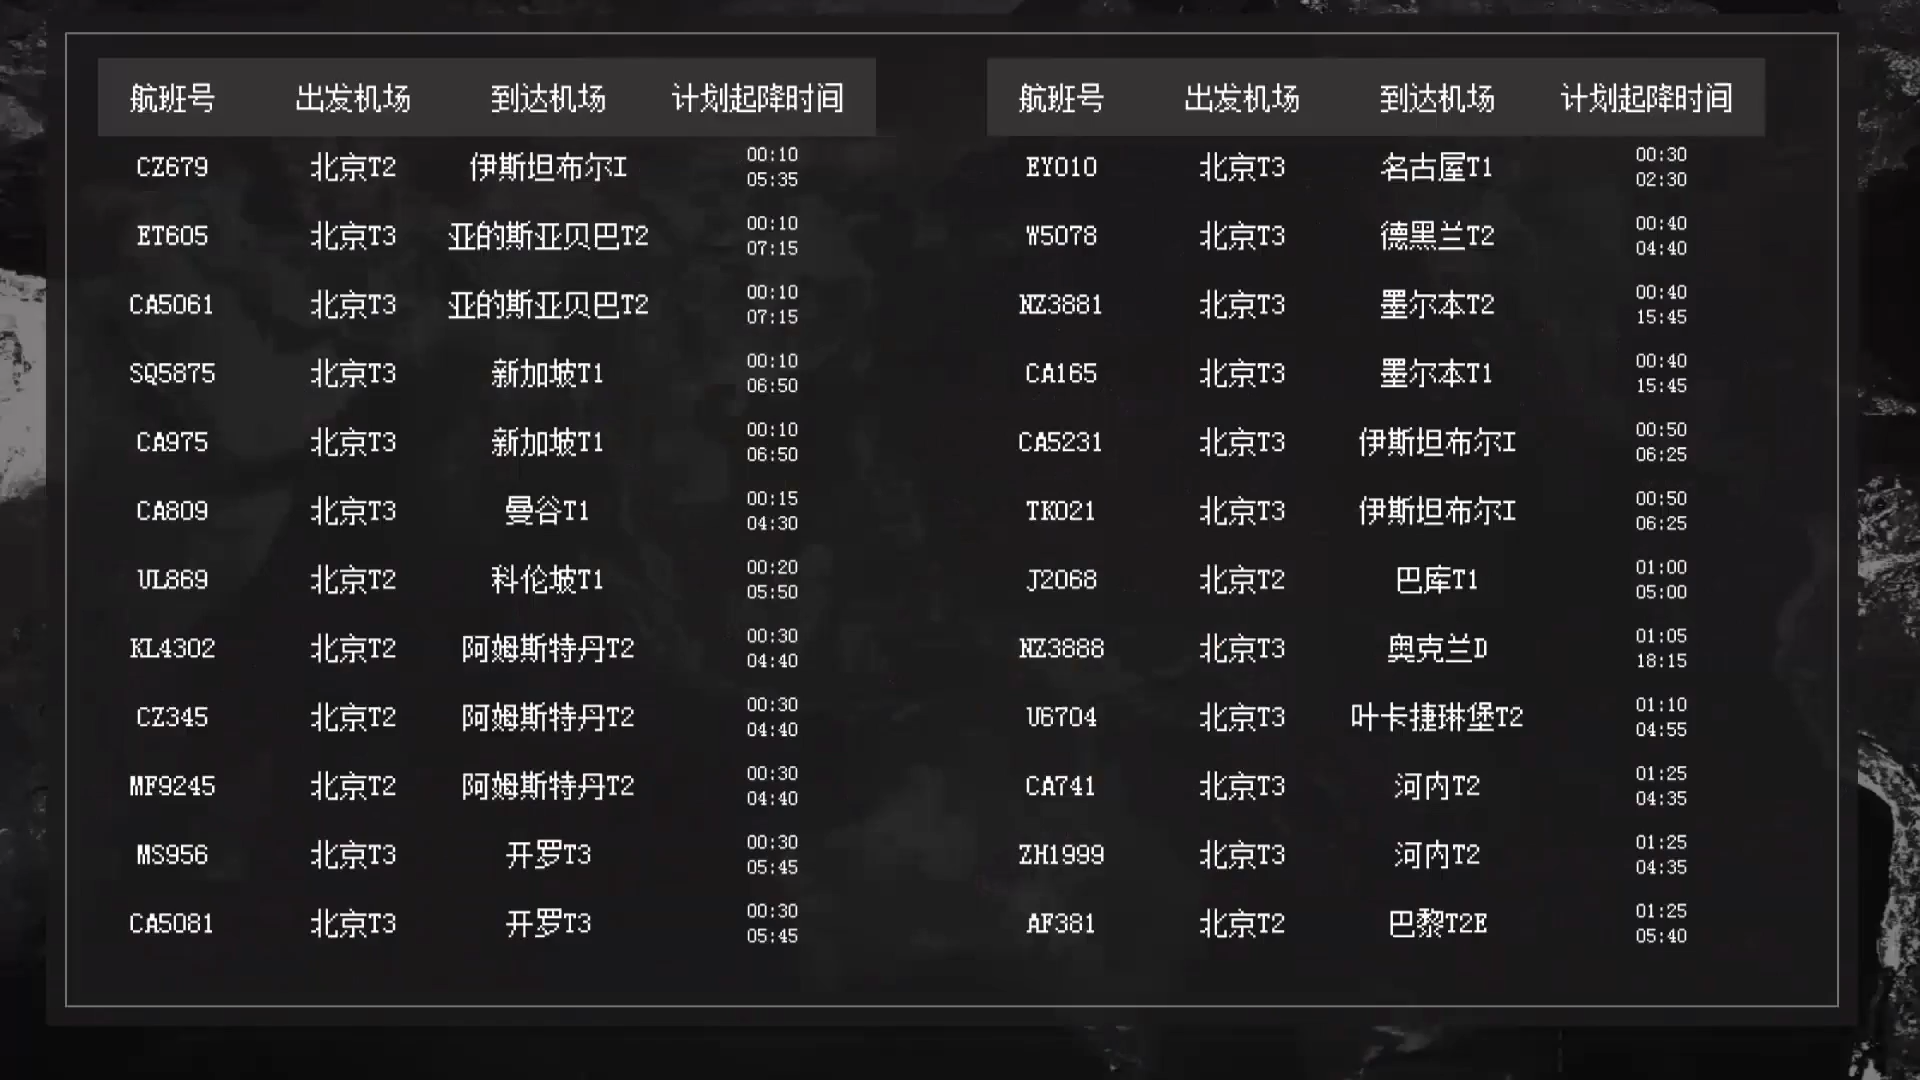 航班号 出发机场 到达机场 计划起降时间
CZ679 北京T2 伊斯坦布尔I 00:10
05:35
ET605 北京T3 亚的斯亚贝巴T2 00:10
07:15
CA5061 北京T3 亚的斯亚贝巴T2 00:10
07:15
SQ5875 北京T3 新加坡T1 00:10
06:50
CA975 北京T3 新加坡T1 00:10
06:50
CA809 北京T3 曼谷T1 00:15
04:30
UL869 北京T2 科伦坡T1 00:20
05:50
KL4302 北京T2 阿姆斯特丹T2 00:30
04:40
CZ345 北京T2 阿姆斯特丹T2 00:30
04:40
MF9245 北京T2 阿姆斯特丹T2 00:30
04:40
MS956 北京T3 开罗T3 00:30
05:45
CA5081 北京T3 开罗T3 00:30
05:45
航班号 出发机场 到达机场 计划起降时间
EY010 北京T3 名古屋T1 00:30
02:30
W5078 北京T3 德黑兰T2 00:40
04:40
NZ3881 北京T3 墨尔本T2 00:40
15:45
CA165 北京T3 墨尔本T1 00:40
15:45
CA5231 北京T3 伊斯坦布尔I 00:50
06:25
TK021 北京T3 伊斯坦布尔I 00:50
06:25
J2068 北京T2 巴库T1 01:00
05:00
NZ3888 北京T3 奥克兰D 01:05
18:15
U6704 北京T3 叶卡捷琳堡T2 01:10
04:55
CA741 北京T3 河内T2 01:25
04:35
ZH1999 北京T3 河内T2 01:25
04:35
AF381 北京T2 巴黎T2E 01:25
05:40